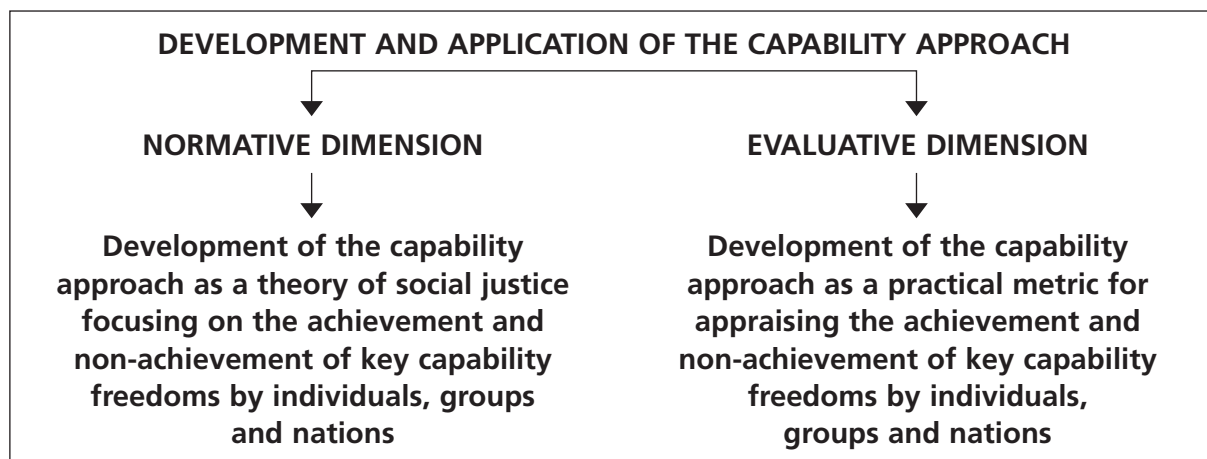 DEVELOPMENT AND APPLICATION OF THE CAPABILITY APPROACH
NORMATIVE DIMENSION
Development of the capability
approach as a theory of social justice
focusing on the achievement and
non-achievement of key capability
freedoms by individuals, groups
and nations
EVALUATIVE DIMENSION
Development of the capability
approach as a practical metric for
appraising the achievement and
non-achievement of key capability
freedoms by individuals,
groups and nations